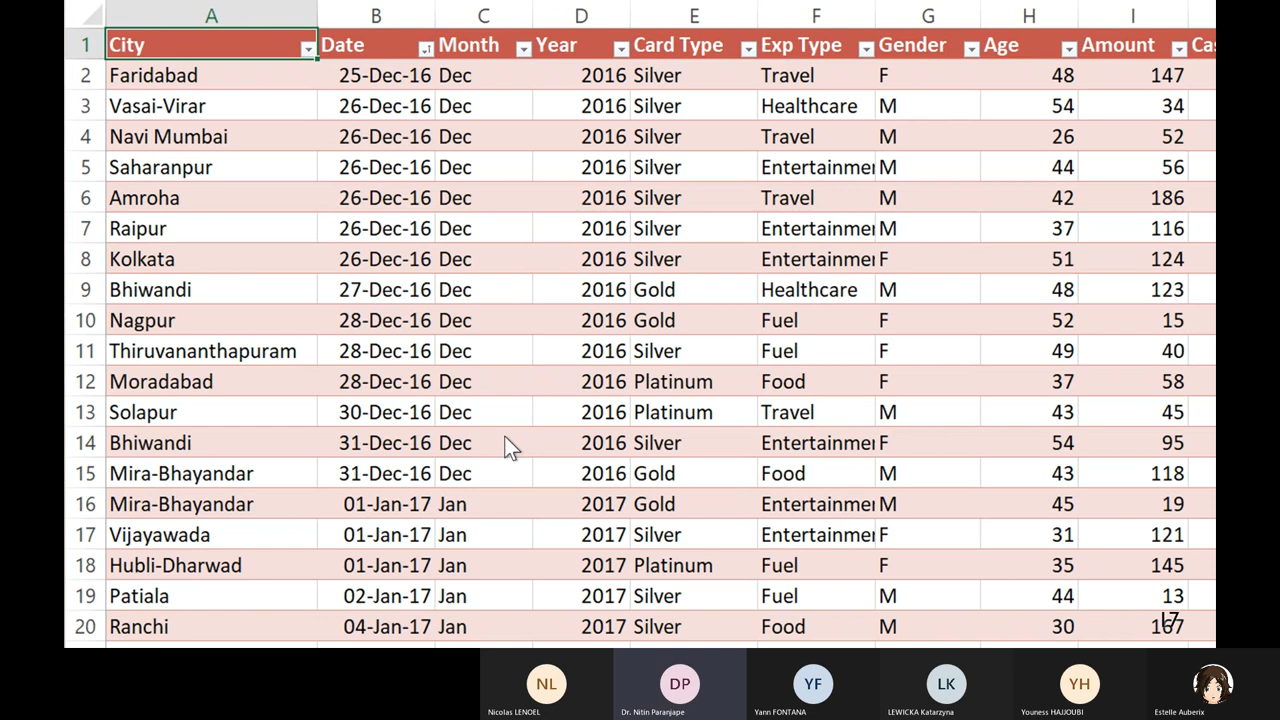 A B C D E F G H I
1 City Date Month Year Card Type Exp Type Gender Age Amount Cas
2 Faridabad 25-Dec-16 Dec 2016 Silver Travel F 48 147
3 Vasai-Virar 26-Dec-16 Dec 2016 Silver Healthcare M 54 34
4 Navi Mumbai 26-Dec-16 Dec 2016 Silver Travel M 26 52
5 Saharanpur 26-Dec-16 Dec 2016 Silver Entertainmer M 44 56
6 Amroha 26-Dec-16 Dec 2016 Silver Travel M 42 186
7 Raipur 26-Dec-16 Dec 2016 Silver Entertainmer M 37 116
8 Kolkata 26-Dec-16 Dec 2016 Silver Entertainmer F 51 124
9 Bhiwandi 27-Dec-16 Dec 2016 Gold Healthcare M 48 123
10 Nagpur 28-Dec-16 Dec 2016 Gold Fuel F 52 15
11 Thiruvananthapuram 28-Dec-16 Dec 2016 Silver Fuel F 49 40
12 Moradabad 28-Dec-16 Dec 2016 Platinum Food F 37 58
13 Solapur 30-Dec-16 Dec 2016 Platinum Travel M 43 45
14 Bhiwandi 31-Dec-16 Dec 2016 Silver Entertainmer F 54 95
15 Mira-Bhayandar 31-Dec-16 Dec 2016 Gold Food M 43 118
16 Mira-Bhayandar 01-Jan-17 Jan 2017 Gold Entertainmer M 45 19
17 Vijayawada 01-Jan-17 Jan 2017 Silver Entertainmer F 31 121
18 Hubli-Dharwad 01-Jan-17 Jan 2017 Platinum Fuel F 35 145
19 Patiala 02-Jan-17 Jan 2017 Silver Fuel M 44 13
20 Ranchi 04-Jan-17 Jan 2017 Silver Food M 30 167
17
NL DP YF LK YH
Nicolas LENOEL Dr. Nitin Paranjape Yann FONTANA LEWICKA Katarzyna Youness HAJJOUBI Estelle Auberix